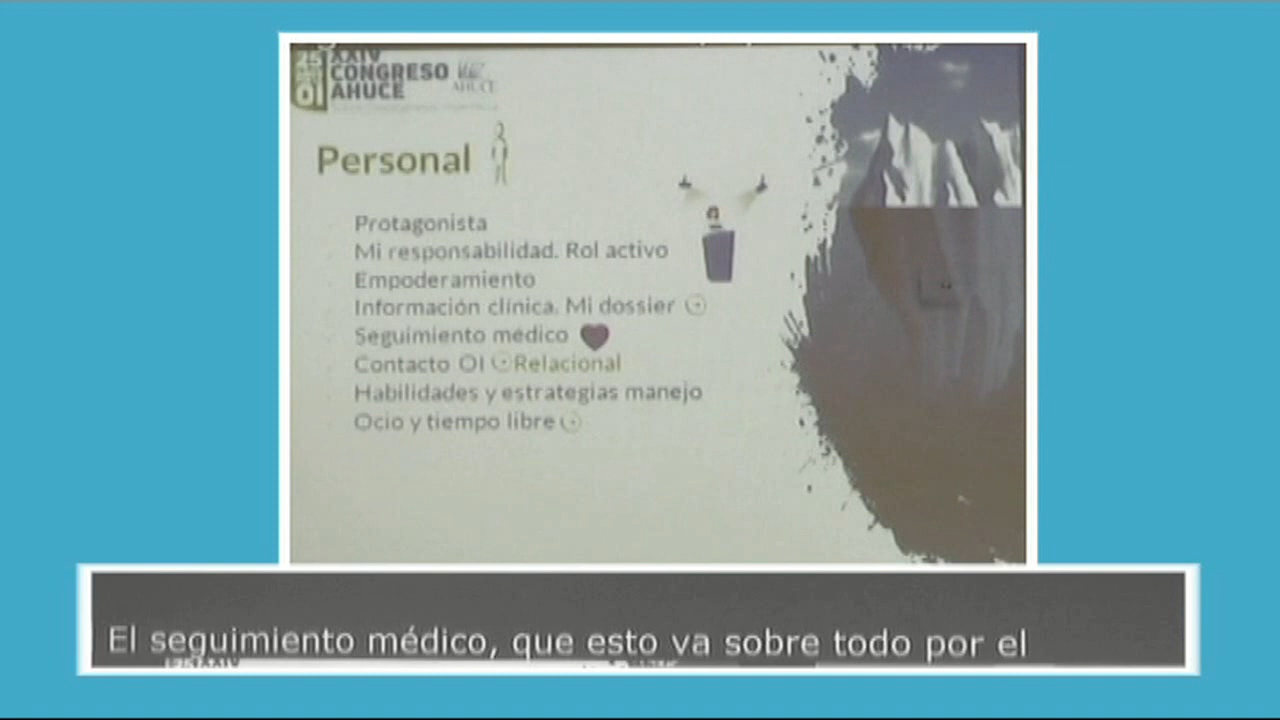 25
XXIV
CONGRESO
AHUCE
OI
AHUCE
Personal
Protagonista
Mi responsabilidad. Rol activo
Empoderamiento
Información clínica. Mi dossier
Seguimiento médico
Contacto OI Relacional
Habilidades y estrategias manejo
Ocio y tiempo libre
El seguimiento médico, que esto va sobre todo por el